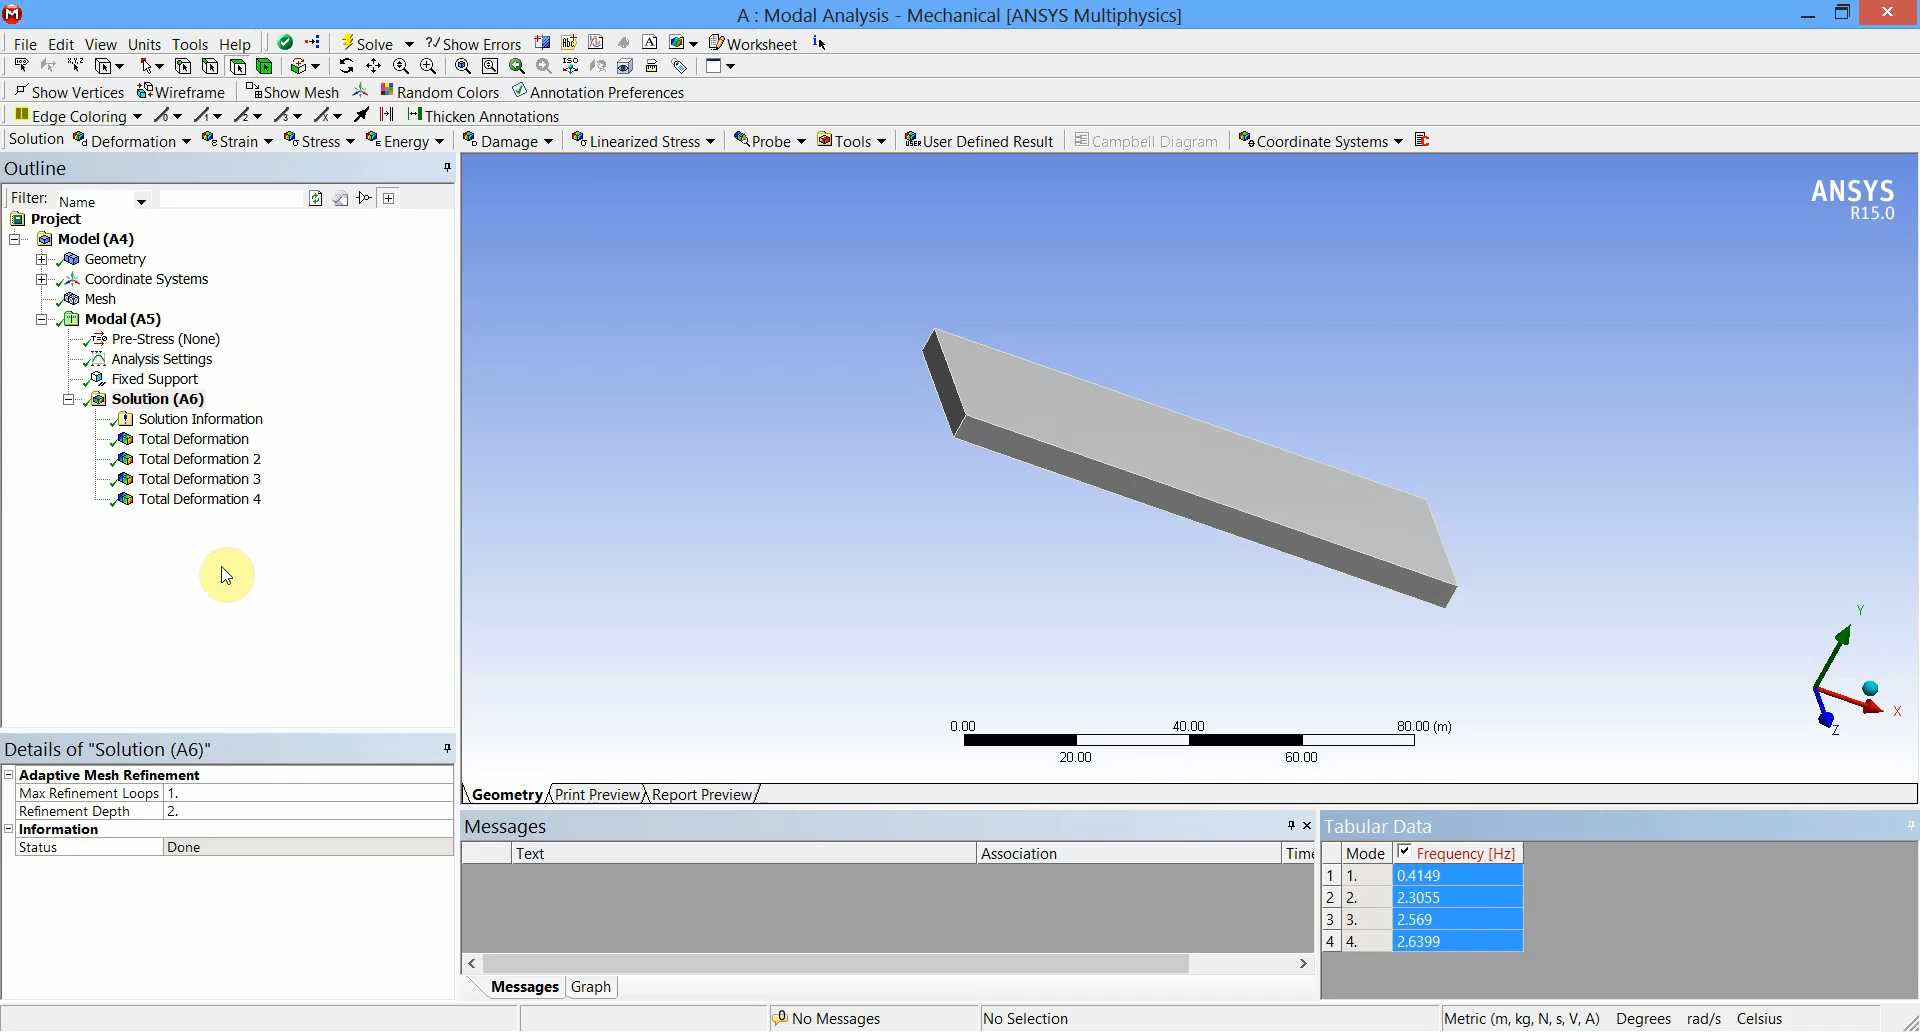 A : Modal Analysis - Mechanical [ANSYS Multiphysics]
File Edit View Units Tools Help Solve Show Errors Worksheet
Show Vertices Wireframe Show Mesh Random Colors Annotation Preferences
Edge Coloring Thicken Annotations
Solution Deformation Strain Stress Energy Damage Linearized Stress Probe Tools User Defined Result Campbell Diagram Coordinate Systems
Outline
Filter: Name
Project
Model (A4)
Geometry
Coordinate Systems
Mesh
Modal (A5)
Pre-Stress (None)
Analysis Settings
Fixed Support
Solution (A6)
Solution Information
Total Deformation
Total Deformation 2
Total Deformation 3
Total Deformation 4
Details of "Solution (A6)"
Adaptive Mesh Refinement
Max Refinement Loops 1.
Refinement Depth 2.
Information
Status Done
ANSYS
R15.0
Y
X
Z
0.00 40.00 80.00 (m)
20.00 60.00
Geometry Print Preview Report Preview
Messages
Text Association Time
Messages Graph
Tabular Data
Mode Frequency [Hz]
1 1. 0.4149
2 2. 2.3055
3 3. 2.569
4 4. 2.6399
No Messages No Selection Metric (m, kg, N, s, V, A) Degrees rad/s Celsius